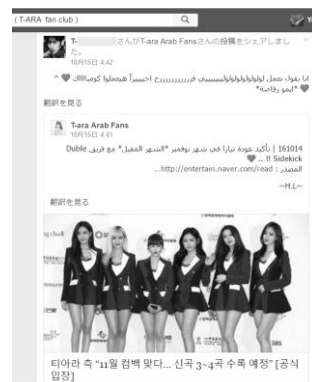 ( T-ARA fan club )
T- さんがT-ara Arab Fansさんの投稿をシェアしまし
た。
10月15日 4:42
انا بقول نعمل لولولولولولولوليييييي فرررررررررررح اخييييراً هيعملوا كومبااااك
*ايمو رقاصة*
翻訳を見る
T-ara Arab Fans
10月15日 4:41
161014 | تأكيد عودة تيارا في شهر نوفمبر *الشهر المقبل* مع فريق Duble
Sidekick !! ..
المصدر : http://entertain.naver.com/read...
~H.L~
翻訳を見る
티아라 측 “11월 컴백 맞다... 신곡 3~4곡 수록 예정” [공식
입장]